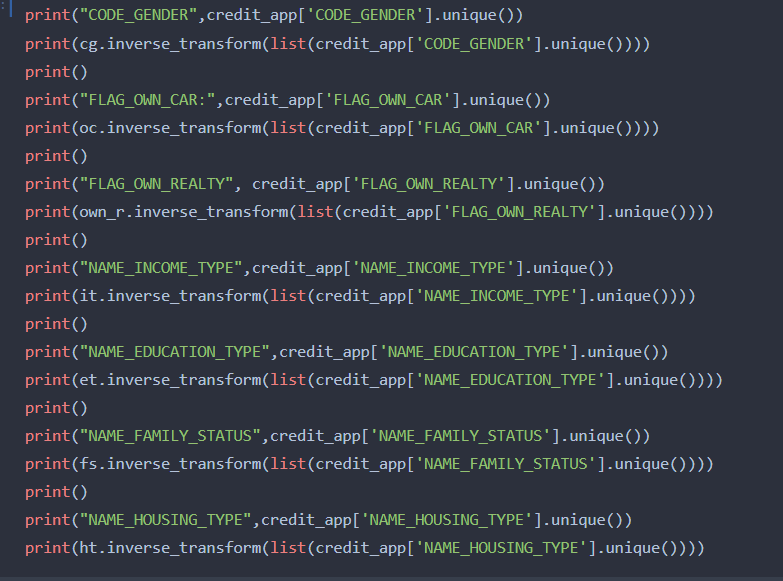 print("CODE_GENDER",credit_app['CODE_GENDER'].unique())
print(cg.inverse_transform(list(credit_app['CODE_GENDER'].unique())))
print()
print("FLAG_OWN_CAR:",credit_app['FLAG_OWN_CAR'].unique())
print(oc.inverse_transform(list(credit_app['FLAG_OWN_CAR'].unique())))
print()
print("FLAG_OWN_REALTY", credit_app['FLAG_OWN_REALTY'].unique())
print(own_r.inverse_transform(list(credit_app['FLAG_OWN_REALTY'].unique())))
print()
print("NAME_INCOME_TYPE",credit_app['NAME_INCOME_TYPE'].unique())
print(it.inverse_transform(list(credit_app['NAME_INCOME_TYPE'].unique())))
print()
print("NAME_EDUCATION_TYPE",credit_app['NAME_EDUCATION_TYPE'].unique())
print(et.inverse_transform(list(credit_app['NAME_EDUCATION_TYPE'].unique())))
print()
print("NAME_FAMILY_STATUS",credit_app['NAME_FAMILY_STATUS'].unique())
print(fs.inverse_transform(list(credit_app['NAME_FAMILY_STATUS'].unique())))
print()
print("NAME_HOUSING_TYPE",credit_app['NAME_HOUSING_TYPE'].unique())
print(ht.inverse_transform(list(credit_app['NAME_HOUSING_TYPE'].unique())))